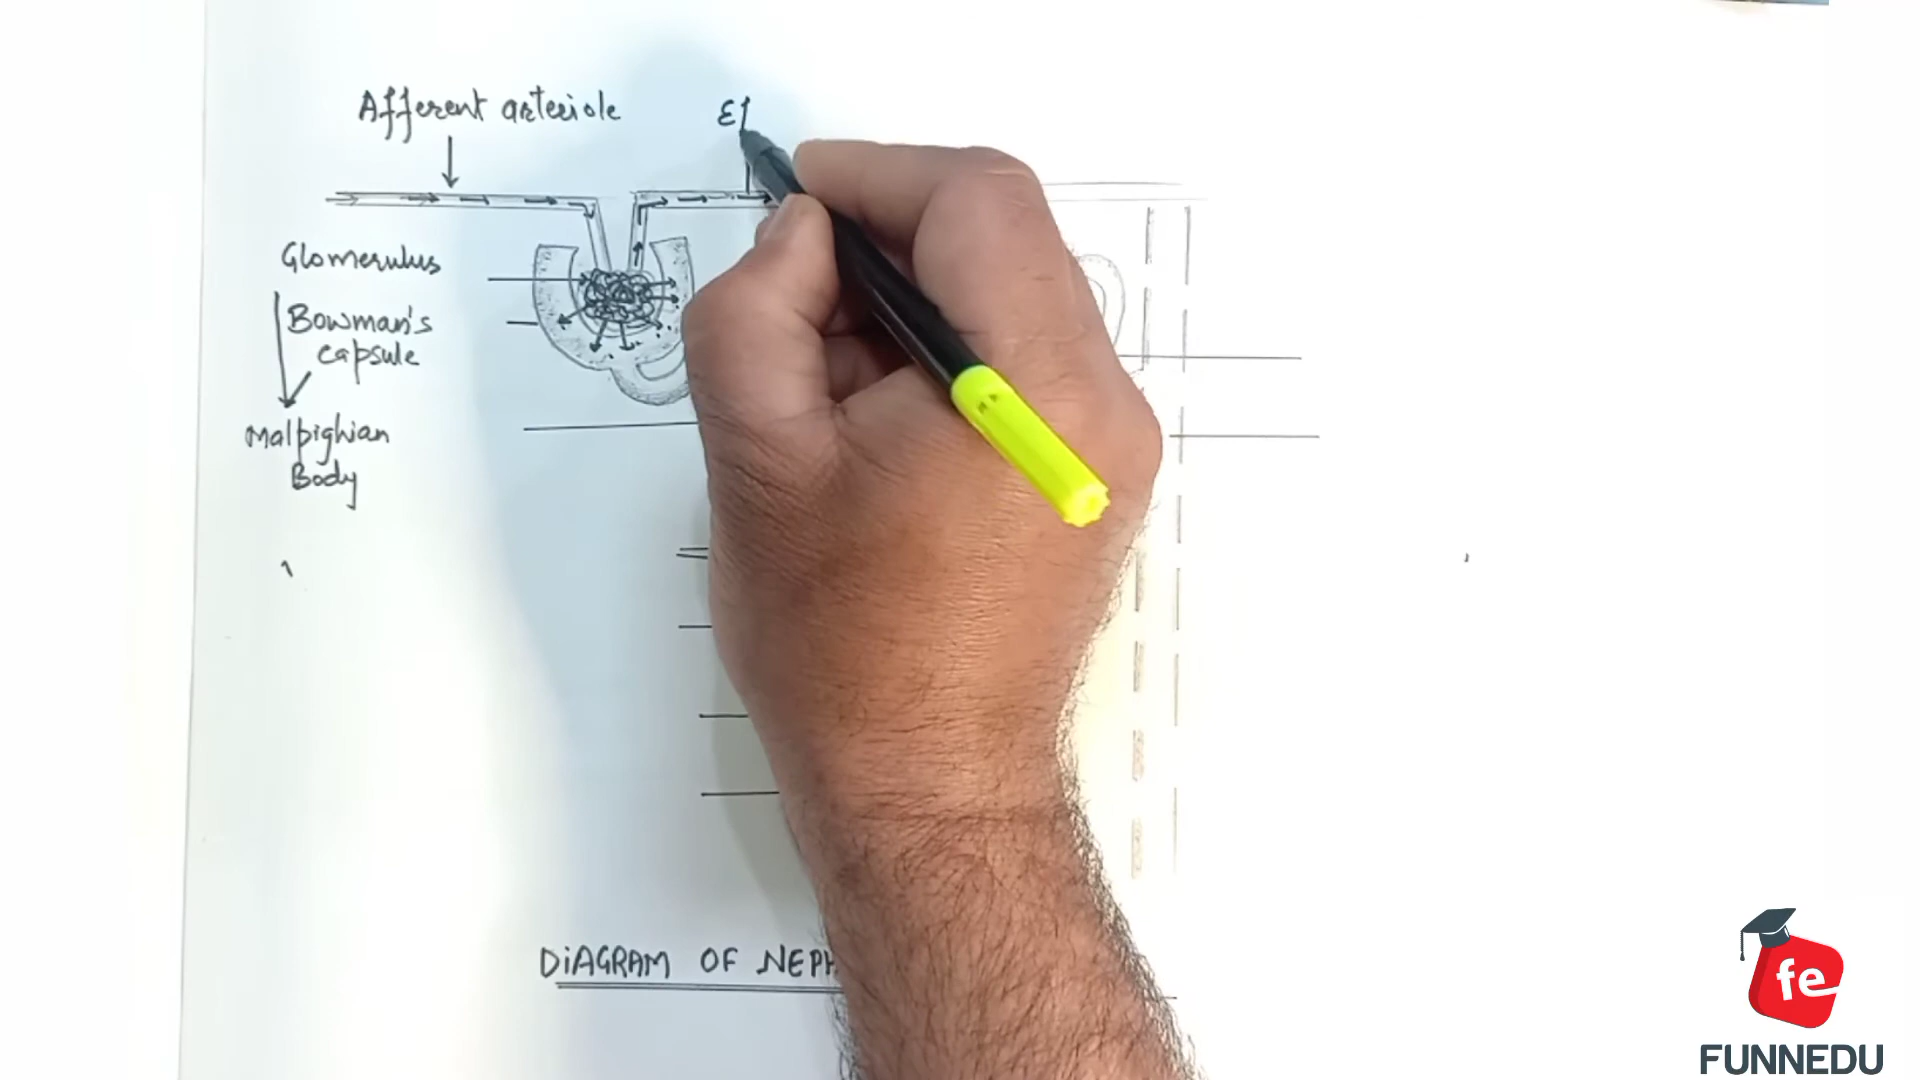 Afferent arteriole
Ef
Glomerulus
Bowman's
capsule
Malpighian
Body
DiAGRAM OF NEPH
fe
FUNNEDU